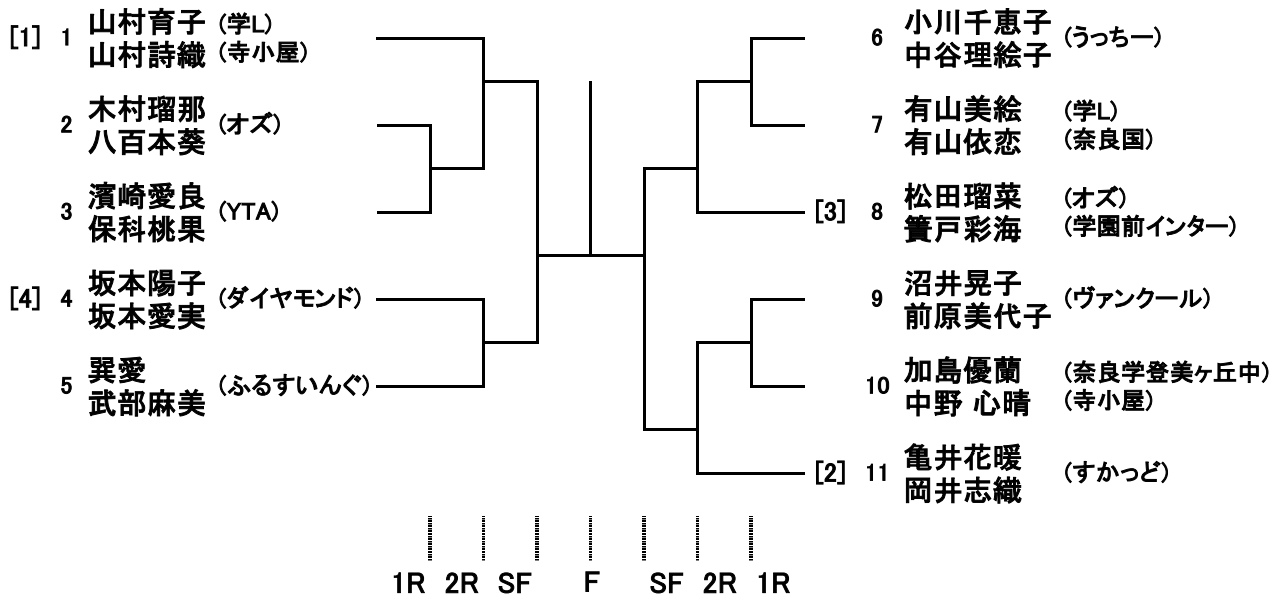 [1] 1 山村育子 (学L)
山村詩織 (寺小屋)
2 木村瑠那 (オズ)
八百本葵
3 濱崎愛良 (YTA)
保科桃果
[4] 4 坂本陽子 (ダイヤモンド)
坂本愛実
5 巽愛 (ふるすいんぐ)
武部麻美
6 小川千恵子 (うっちー)
中谷理絵子
7 有山美絵 (学L)
有山依恋 (奈良国)
[3] 8 松田瑠菜 (オズ)
簀戸彩海 (学園前インター)
9 沼井晃子 (ヴァンクール)
前原美代子
10 加島優蘭 (奈良学登美ヶ丘中)
中野 心晴 (寺小屋)
[2] 11 亀井花暖 (すかっど)
岡井志織
1R 2R SF F SF 2R 1R